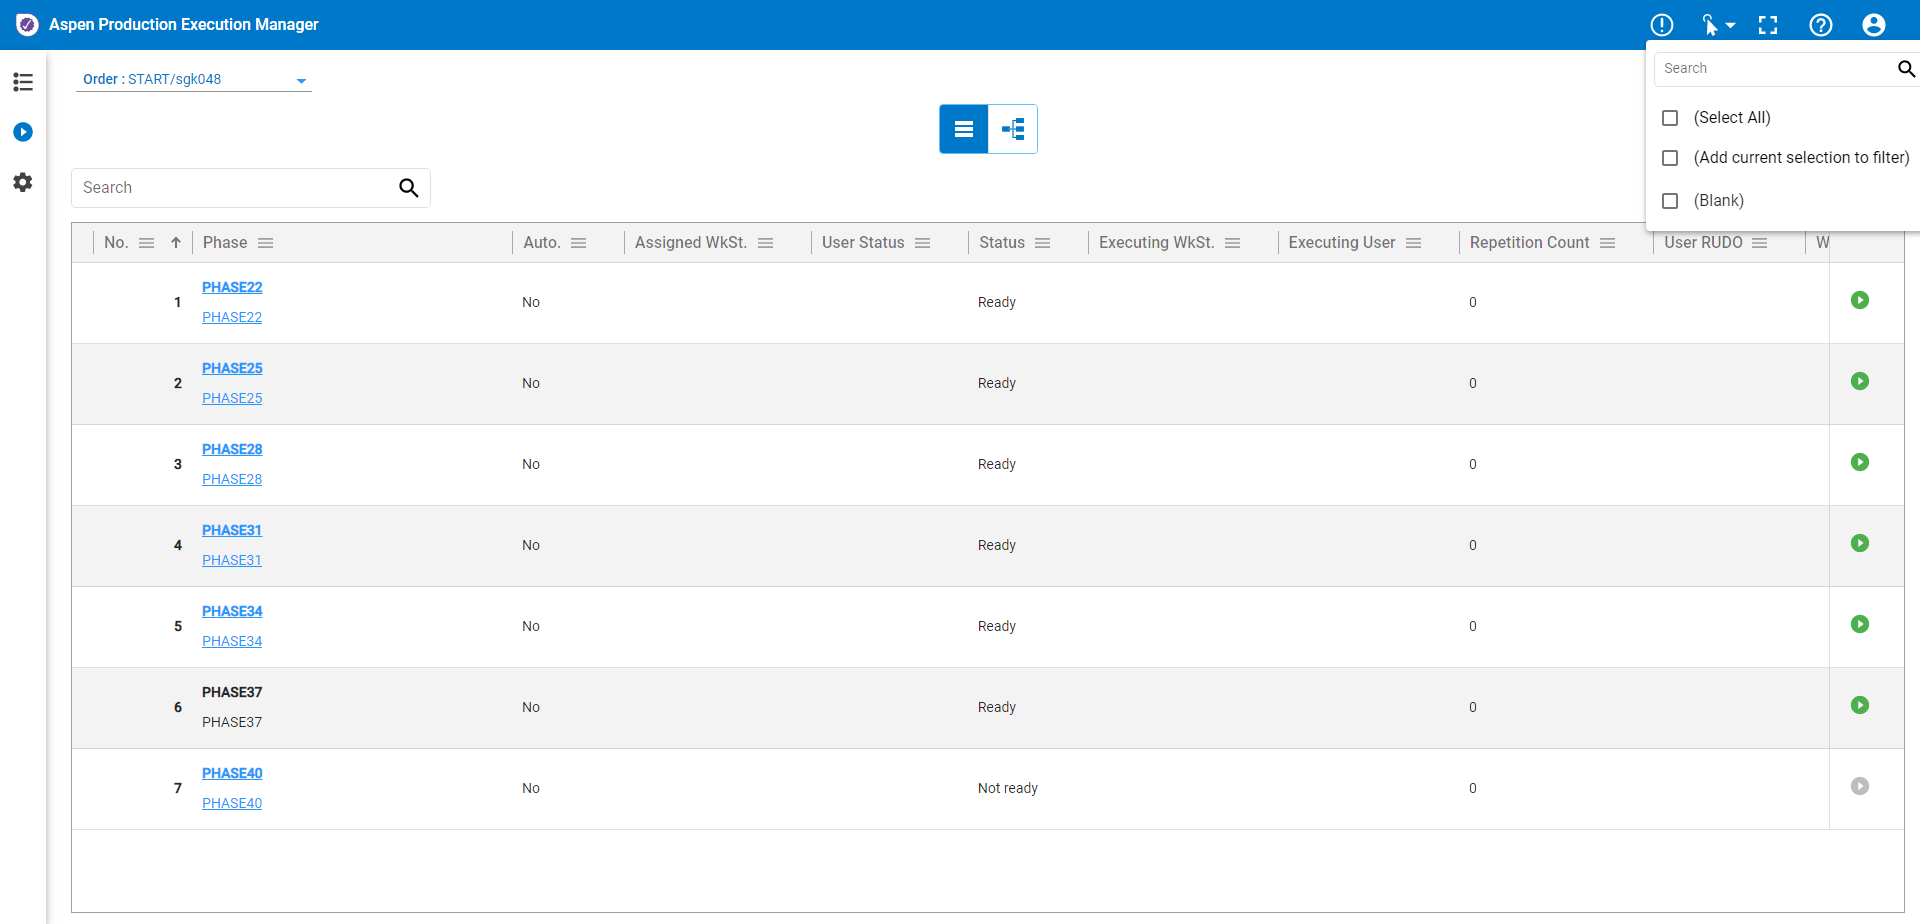 Aspen Production Execution Manager
Order : START/sgk048
Search
(Select All)
(Add current selection to filter)
(Blank)
Search
No. Phase Auto. Assigned WkSt. User Status Status Executing WkSt. Executing User Repetition Count User RUDO W
1 PHASE22 No Ready 0
PHASE22
2 PHASE25 No Ready 0
PHASE25
3 PHASE28 No Ready 0
PHASE28
4 PHASE31 No Ready 0
PHASE31
5 PHASE34 No Ready 0
PHASE34
6 PHASE37 No Ready 0
PHASE37
7 PHASE40 No Not ready 0
PHASE40